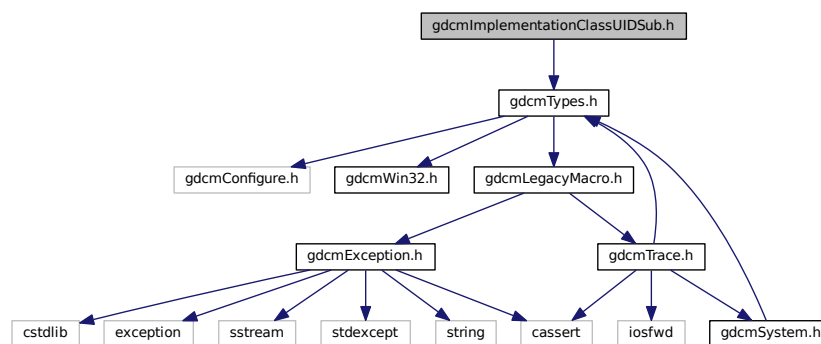 gdcmImplementationClassUIDSub.h
gdcmTypes.h
gdcmConfigure.h
gdcmWin32.h
gdcmLegacyMacro.h
gdcmException.h
gdcmTrace.h
cstdlib
exception
sstream
stdexcept
string
cassert
iosfwd
gdcmSystem.h